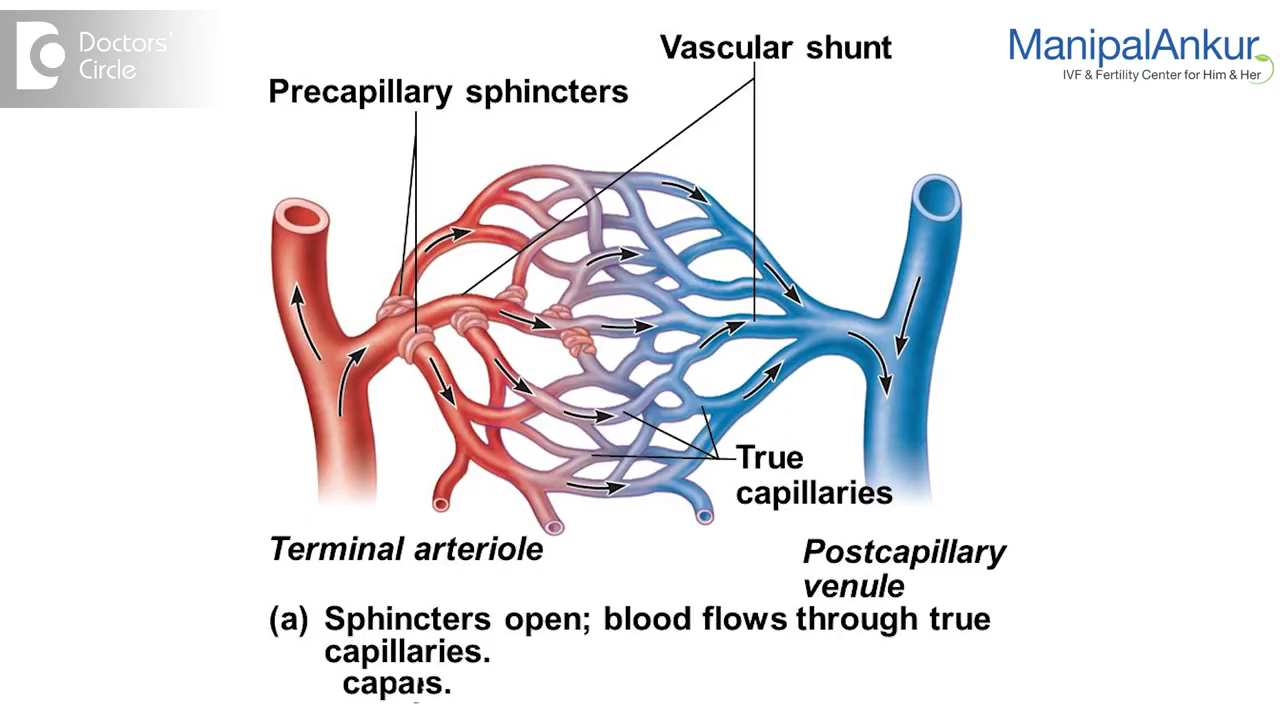 Doctors'
Circle
ManipalAnkur
IVF & Fertility Center for Him & Her
Vascular shunt
Precapillary sphincters
True
capillaries
Terminal arteriole
Postcapillary
venule
(a) Sphincters open; blood flows through true
capillaries.